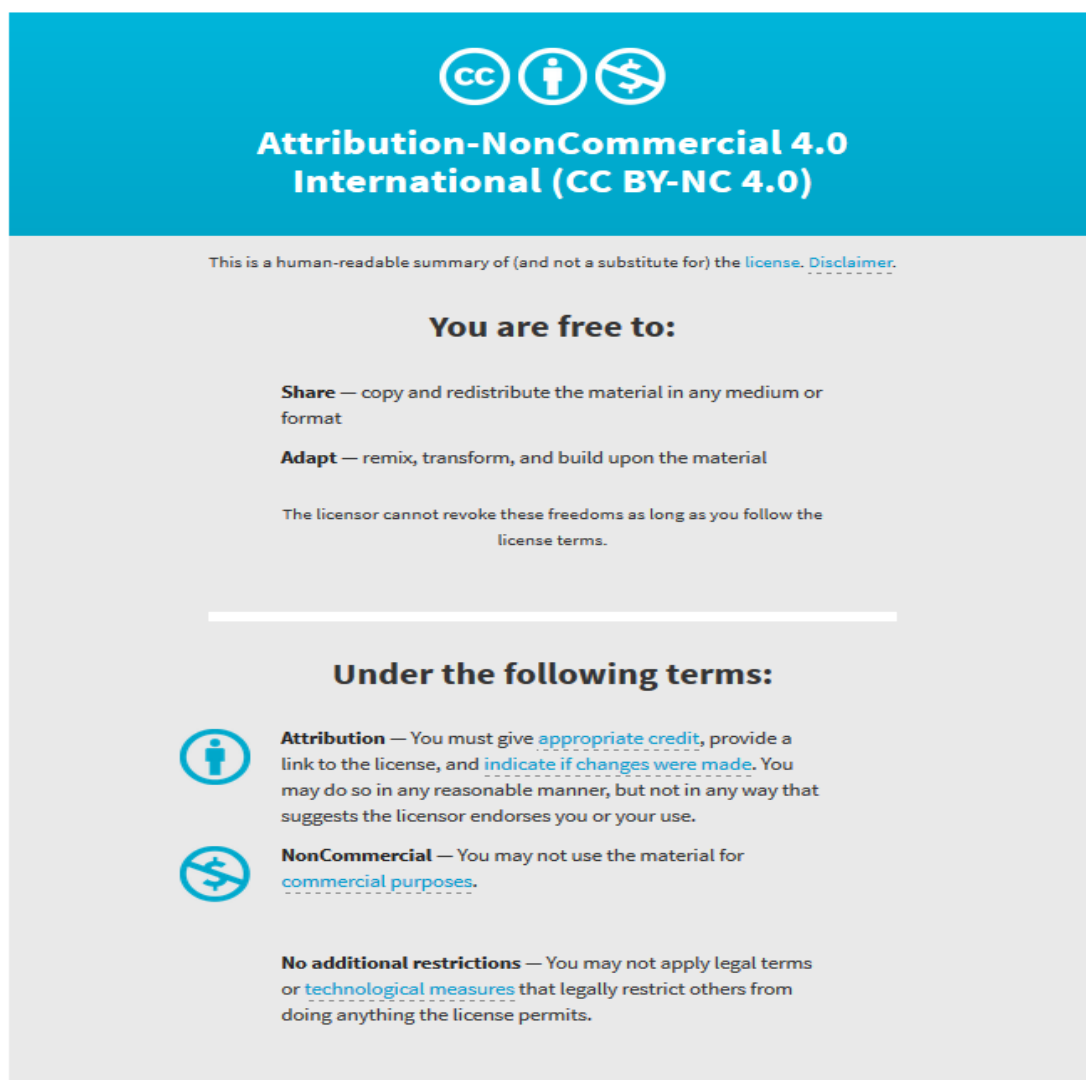 cc $
Attribution-NonCommercial 4.0
International (CC BY-NC 4.0)
This is a human-readable summary of (and not a substitute for) the license. Disclaimer.
You are free to:
Share — copy and redistribute the material in any medium or
format
Adapt — remix, transform, and build upon the material
The licensor cannot revoke these freedoms as long as you follow the
license terms.
Under the following terms:
Attribution — You must give appropriate credit, provide a
link to the license, and indicate if changes were made. You
may do so in any reasonable manner, but not in any way that
suggests the licensor endorses you or your use.
$
NonCommercial — You may not use the material for
commercial purposes.
No additional restrictions — You may not apply legal terms
or technological measures that legally restrict others from
doing anything the license permits.